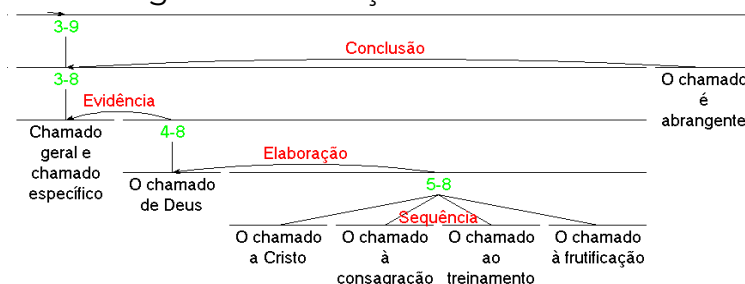 3-9
Conclusão
3-8
O chamado
é
abrangente
Evidência
Chamado
geral e
chamado
específico
4-8
Elaboração
O chamado
de Deus
5-8
Sequência
O chamado
a Cristo
O chamado
à
consagração
O chamado
ao
treinamento
O chamado
à frutificação